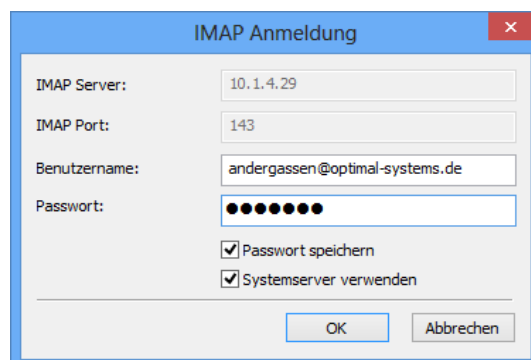 IMAP Anmeldung
IMAP Server: 10.1.4.29
IMAP Port: 143
Benutzername: andergassen@optimal-systems.de
Passwort: ●●●●●●●
Passwort speichern
Systemserver verwenden
OK Abbrechen